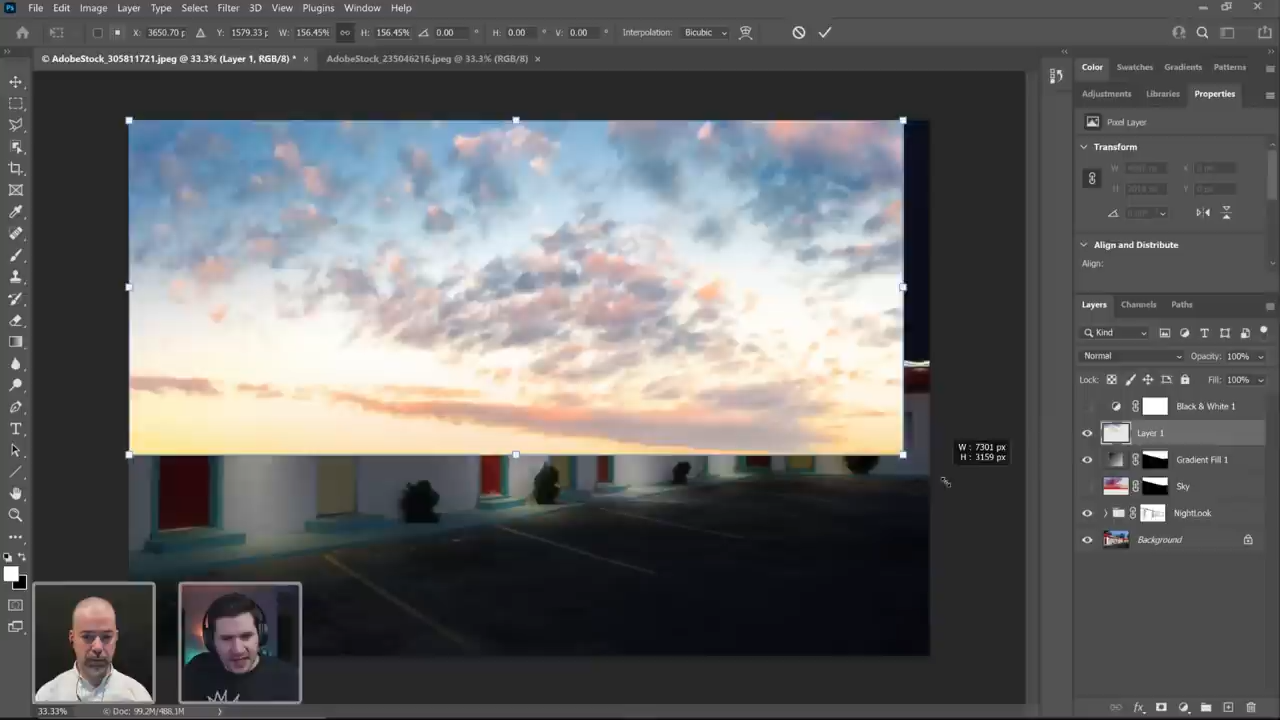 Ps File Edit Image Layer Type Select Filter 3D View Plugins Window Help
X: 3650.70 p Y: 1579.33 p W: 156.45% H: 156.45% 0.00 ° H: 0.00 ° V: 0.00 ° Interpolation: Bicubic
© AdobeStock_305811721.jpeg @ 33.3% (Layer 1, RGB/8) * × AdobeStock_235046216.jpeg @ 33.3% (RGB/8) ×
Color Swatches Gradients Patterns
Adjustments Libraries Properties
Pixel Layer
Transform
W H X 0 px Y 0 px
Align and Distribute
Align:
Layers Channels Paths
Kind
Normal Opacity: 100%
Lock: Fill: 100%
Black & White 1
Layer 1
Gradient Fill 1
Sky
NightLook
Background
W : 7301 px
H : 3159 px
33.33% © Doc: 99.2M/488.1M